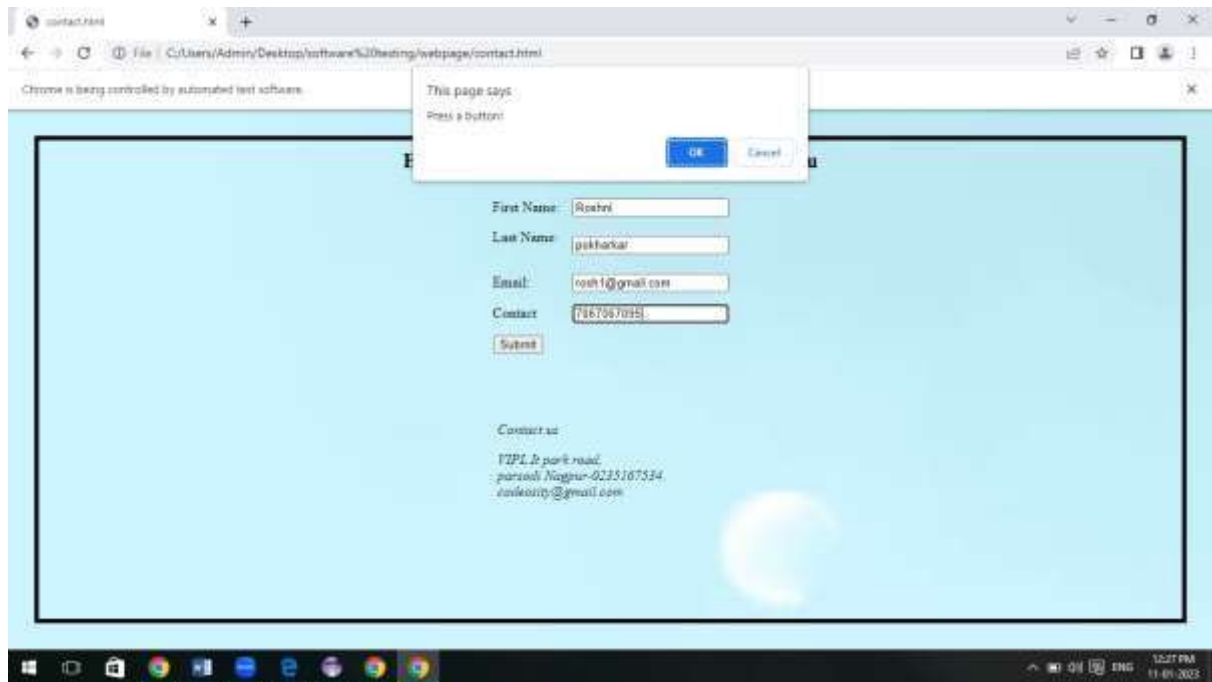 contact.html
File C:/Users/Admin/Desktop/software%20testing/webpage/contact.html
Chrome is being controlled by automated test software.
This page says
Press a button!
OK Cancel
First Name: Roshni
Last Name: pokharkar
Email: rosh1@gmail.com
Contact 7067067095
Submit
Contact us
VIPL It park road,
parsodi Nagpur-0235167534
codeosity@gmail.com
ENG
12:27 PM
11-01-2023